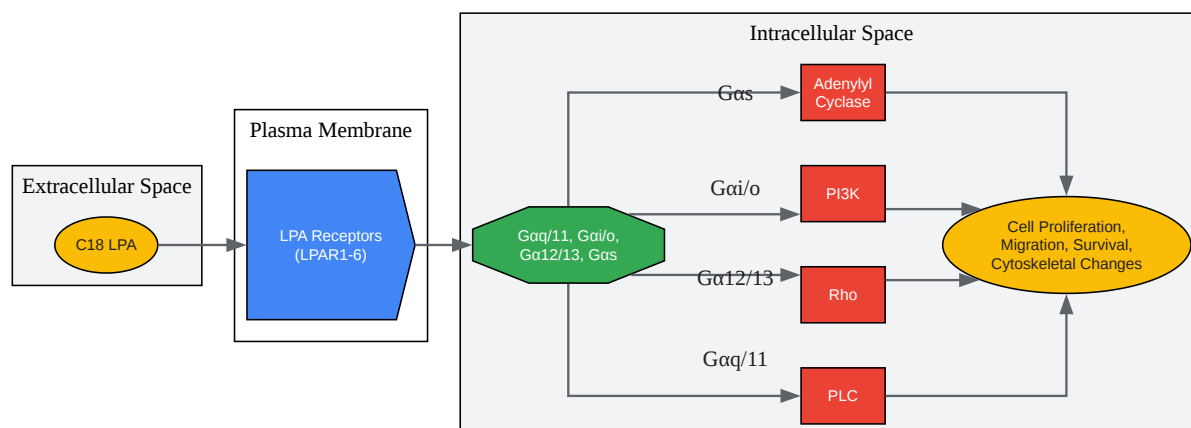 Extracellular Space
C18 LPA
Plasma Membrane
LPA Receptors
(LPAR1-6)
Intracellular Space
Gαq/11, Gαi/o,
Gα12/13, Gαs
Gαs
Adenylyl
Cyclase
Gαi/o
PI3K
Gα12/13
Rho
Gαq/11
PLC
Cell Proliferation,
Migration, Survival,
Cytoskeletal Changes